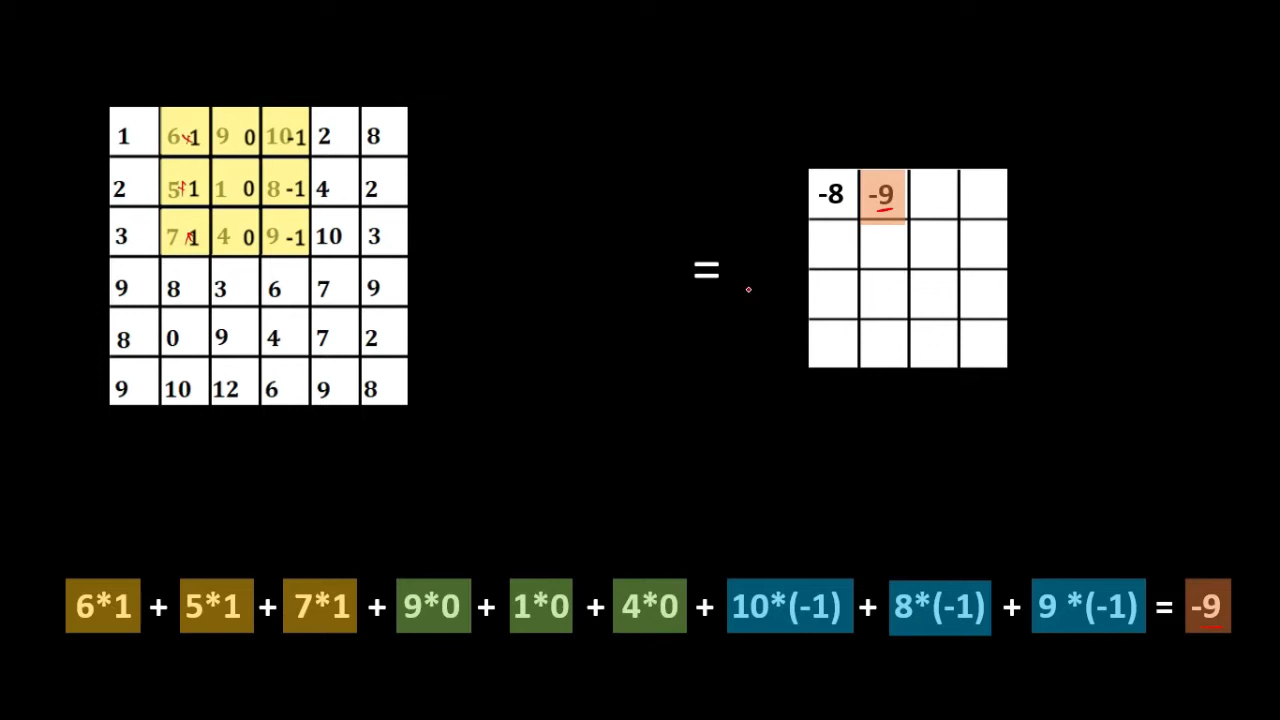 1 6 1 9 0 10 -1 2 8
2 5 1 1 0 8 -1 4 2
3 7 1 4 0 9 -1 10 3
9 8 3 6 7 9
8 0 9 4 7 2
9 10 12 6 9 8
=
-8 -9
6*1 + 5*1 + 7*1 + 9*0 + 1*0 + 4*0 + 10*(-1) + 8*(-1) + 9 *(-1) = -9